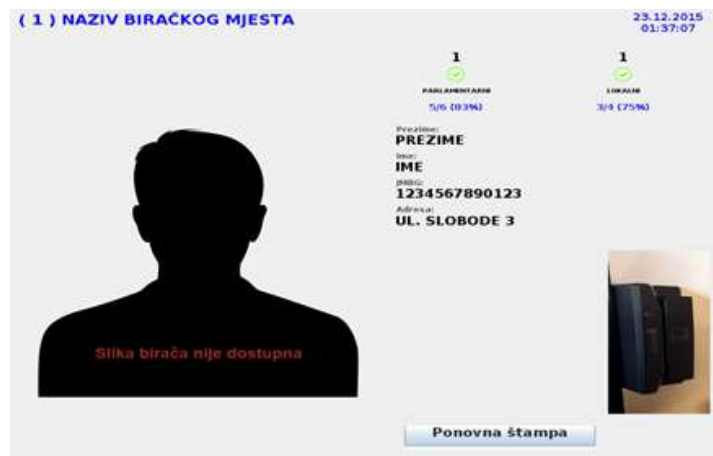 ( 1 ) NAZIV BIRAČKOG MJESTA
23.12.2015
01:37:07
1
1
PARLAMENTARNI
LOKALNI
5/6 (83%)
3/4 (75%)
Prezime:
PREZIME
Ime:
IME
JMBG:
1234567890123
Adresa:
UL. SLOBODE 3
Slika birača nije dostupna
Ponovna štampa